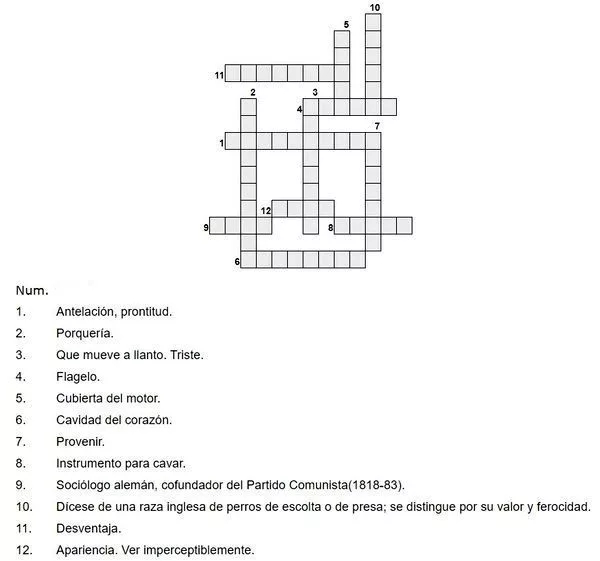 10
5
11
2
3
4
7
1
12
9
8
6
Num.
1. Antelación, prontitud.
2. Porquería.
3. Que mueve a llanto. Triste.
4. Flagelo.
5. Cubierta del motor.
6. Cavidad del corazón.
7. Provenir.
8. Instrumento para cavar.
9. Sociólogo alemán, cofundador del Partido Comunista(1818-83).
10. Dícese de una raza inglesa de perros de escolta o de presa; se distingue por su valor y ferocidad.
11. Desventaja.
12. Apariencia. Ver imperceptiblemente.